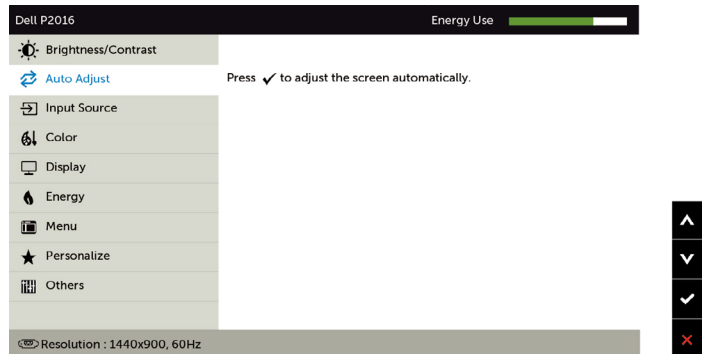 Dell P2016
Energy Use
Brightness/Contrast
Auto Adjust
Press ✓ to adjust the screen automatically.
Input Source
Color
Display
Energy
Menu
Personalize
Others
Resolution : 1440x900, 60Hz